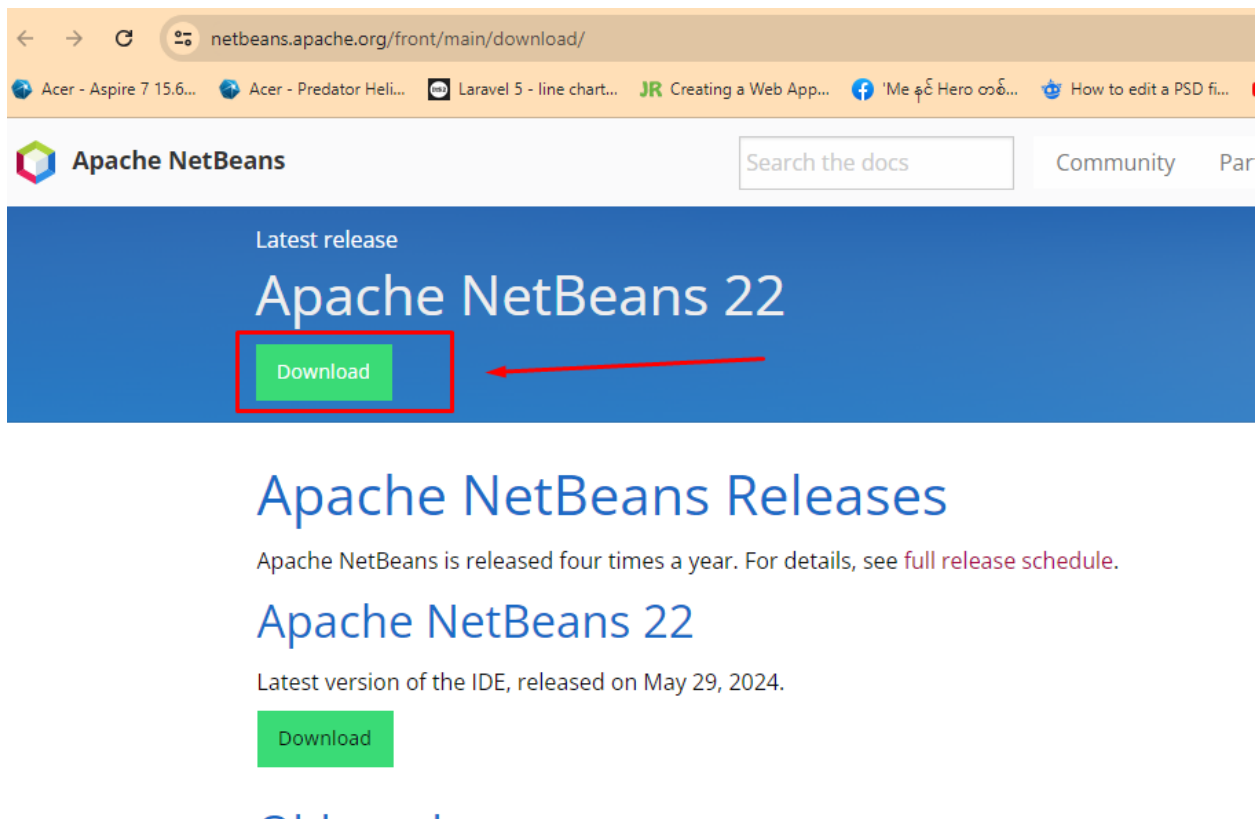 netbeans.apache.org/front/main/download/
Acer - Aspire 7 15.6... Acer - Predator Heli... Laravel 5 - line chart... JR Creating a Web App... 'Me နှင့် Hero တစ်... How to edit a PSD fi...
Apache NetBeans Search the docs Community Par
Latest release
Apache NetBeans 22
Download
Apache NetBeans Releases
Apache NetBeans is released four times a year. For details, see full release schedule.
Apache NetBeans 22
Latest version of the IDE, released on May 29, 2024.
Download